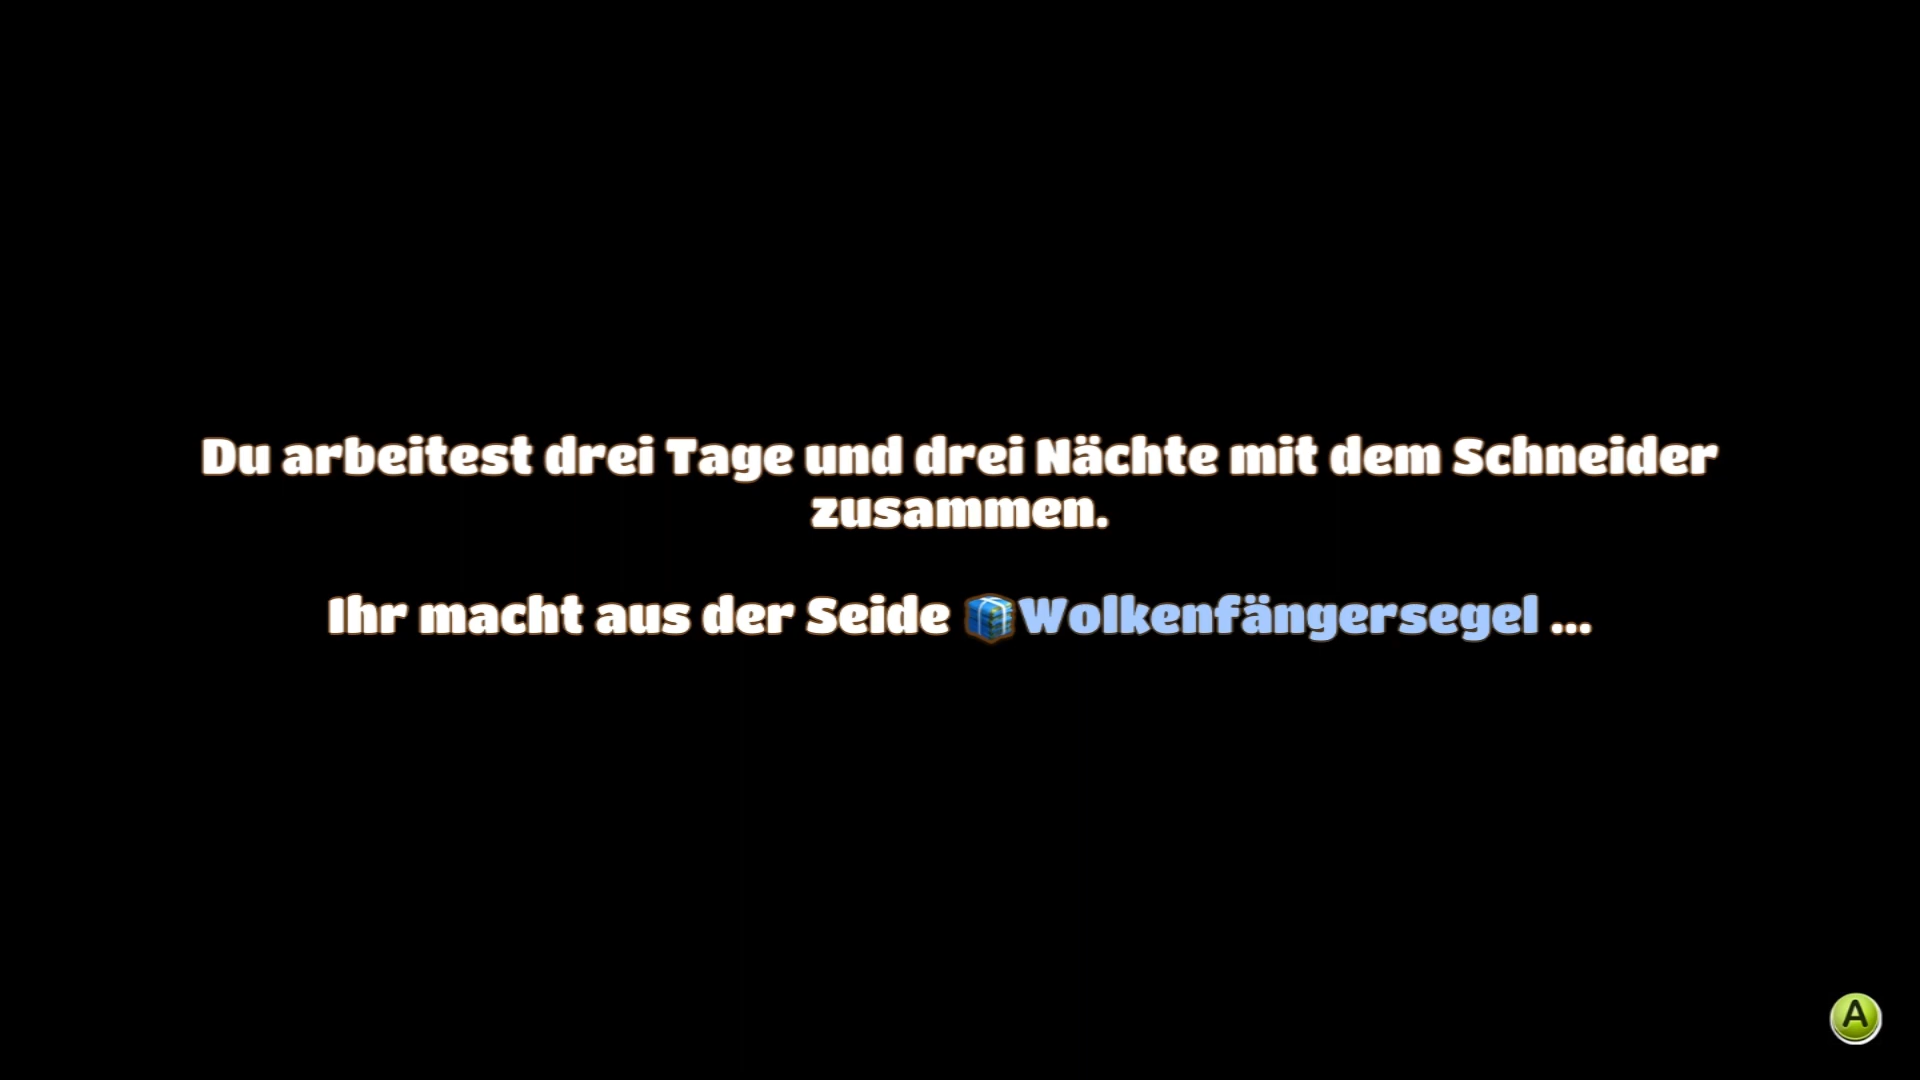 Du arbeitest drei Tage und drei Nächte mit dem Schneider
zusammen.
Ihr macht aus der Seide Wolkenfängersegel ...
A